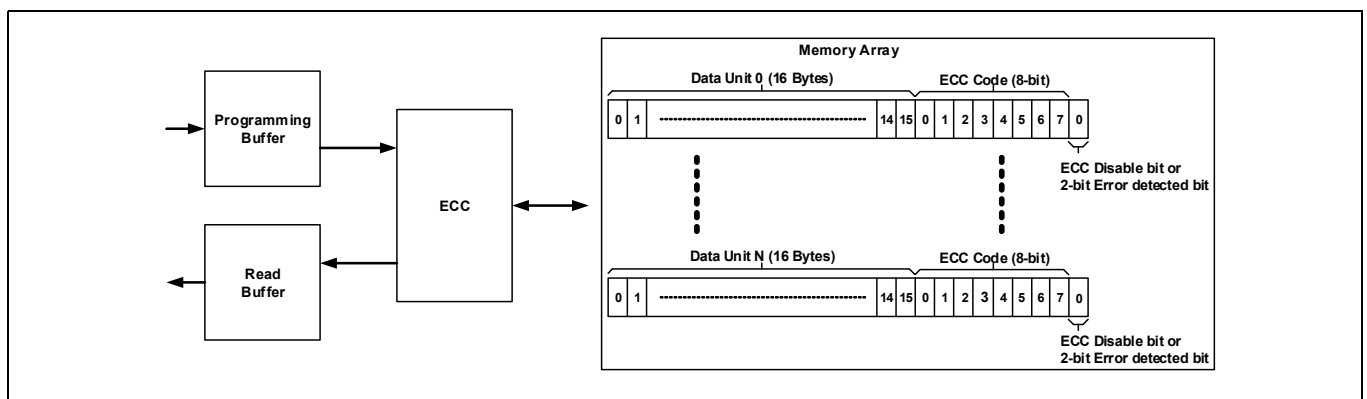 Memory Array
Data Unit 0 (16 Bytes)
ECC Code (8-bit)
0 1 14 15 0 1 2 3 4 5 6 7 0
ECC Disable bit or
2-bit Error detected bit
Programming
Buffer
ECC
Read
Buffer
Data Unit N (16 Bytes)
ECC Code (8-bit)
0 1 14 15 0 1 2 3 4 5 6 7 0
ECC Disable bit or
2-bit Error detected bit